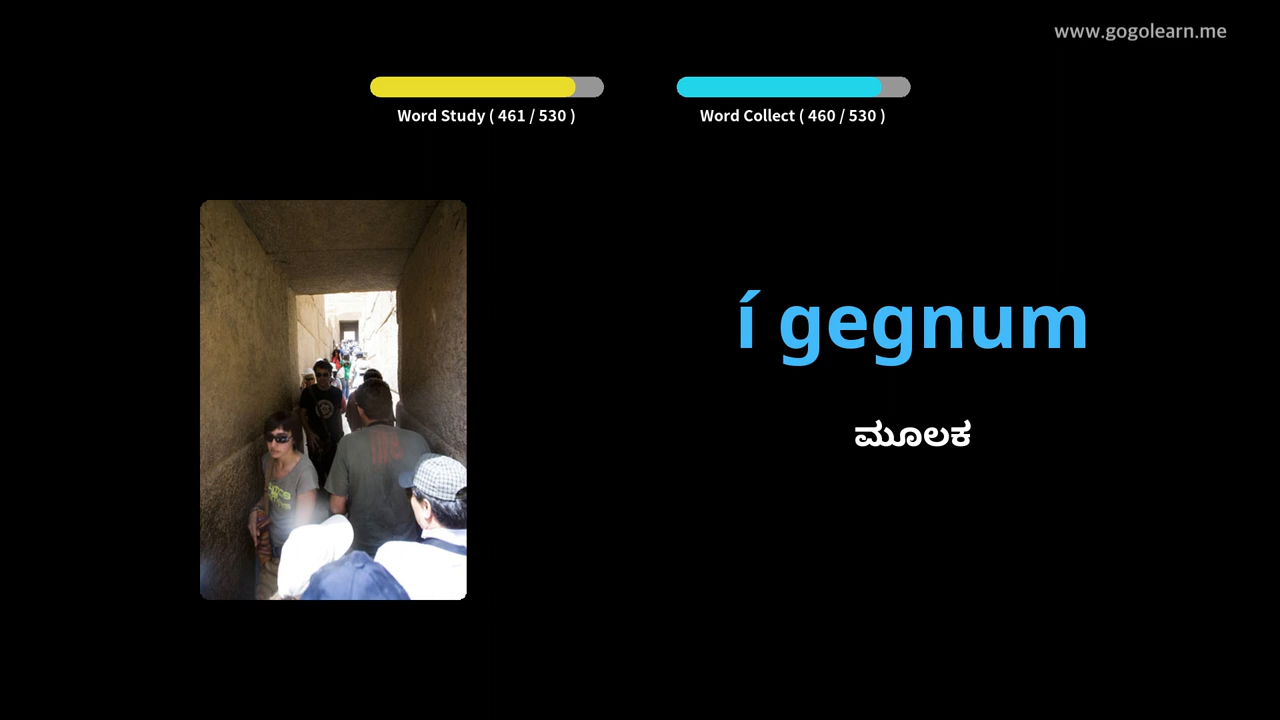 www.gogolearn.me
Word Study ( 461 / 530 )
Word Collect ( 460 / 530 )
í gegnum
ಮೂಲಕ